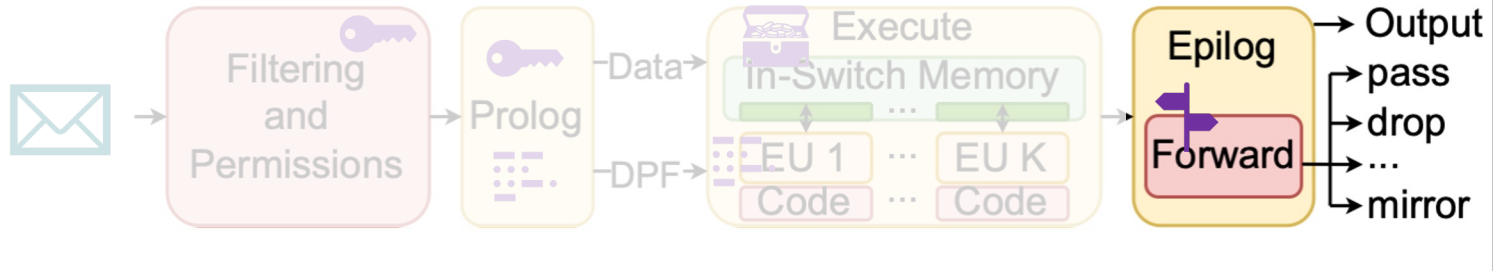 Filtering
and
Permissions
Prolog
Data
DPF
Execute
In-Switch Memory
...
EU 1
...
EU K
Code
...
Code
Epilog
Forward
Output
pass
drop
...
mirror